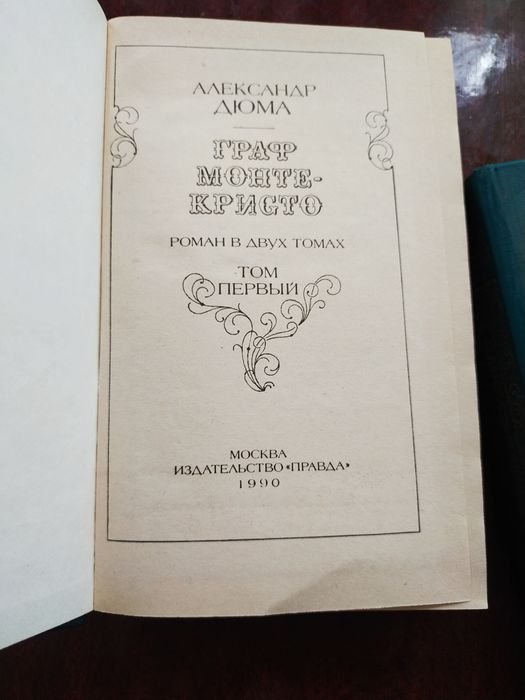 АЛЕКСАНДР
ДЮМА
ГРАФ
МОНТЕ-
КРИСТО
РОМАН В ДВУХ ТОМАХ
ТОМ
ПЕРВЫЙ
МОСКВА
ИЗДАТЕЛЬСТВО «ПРАВДА»
1990